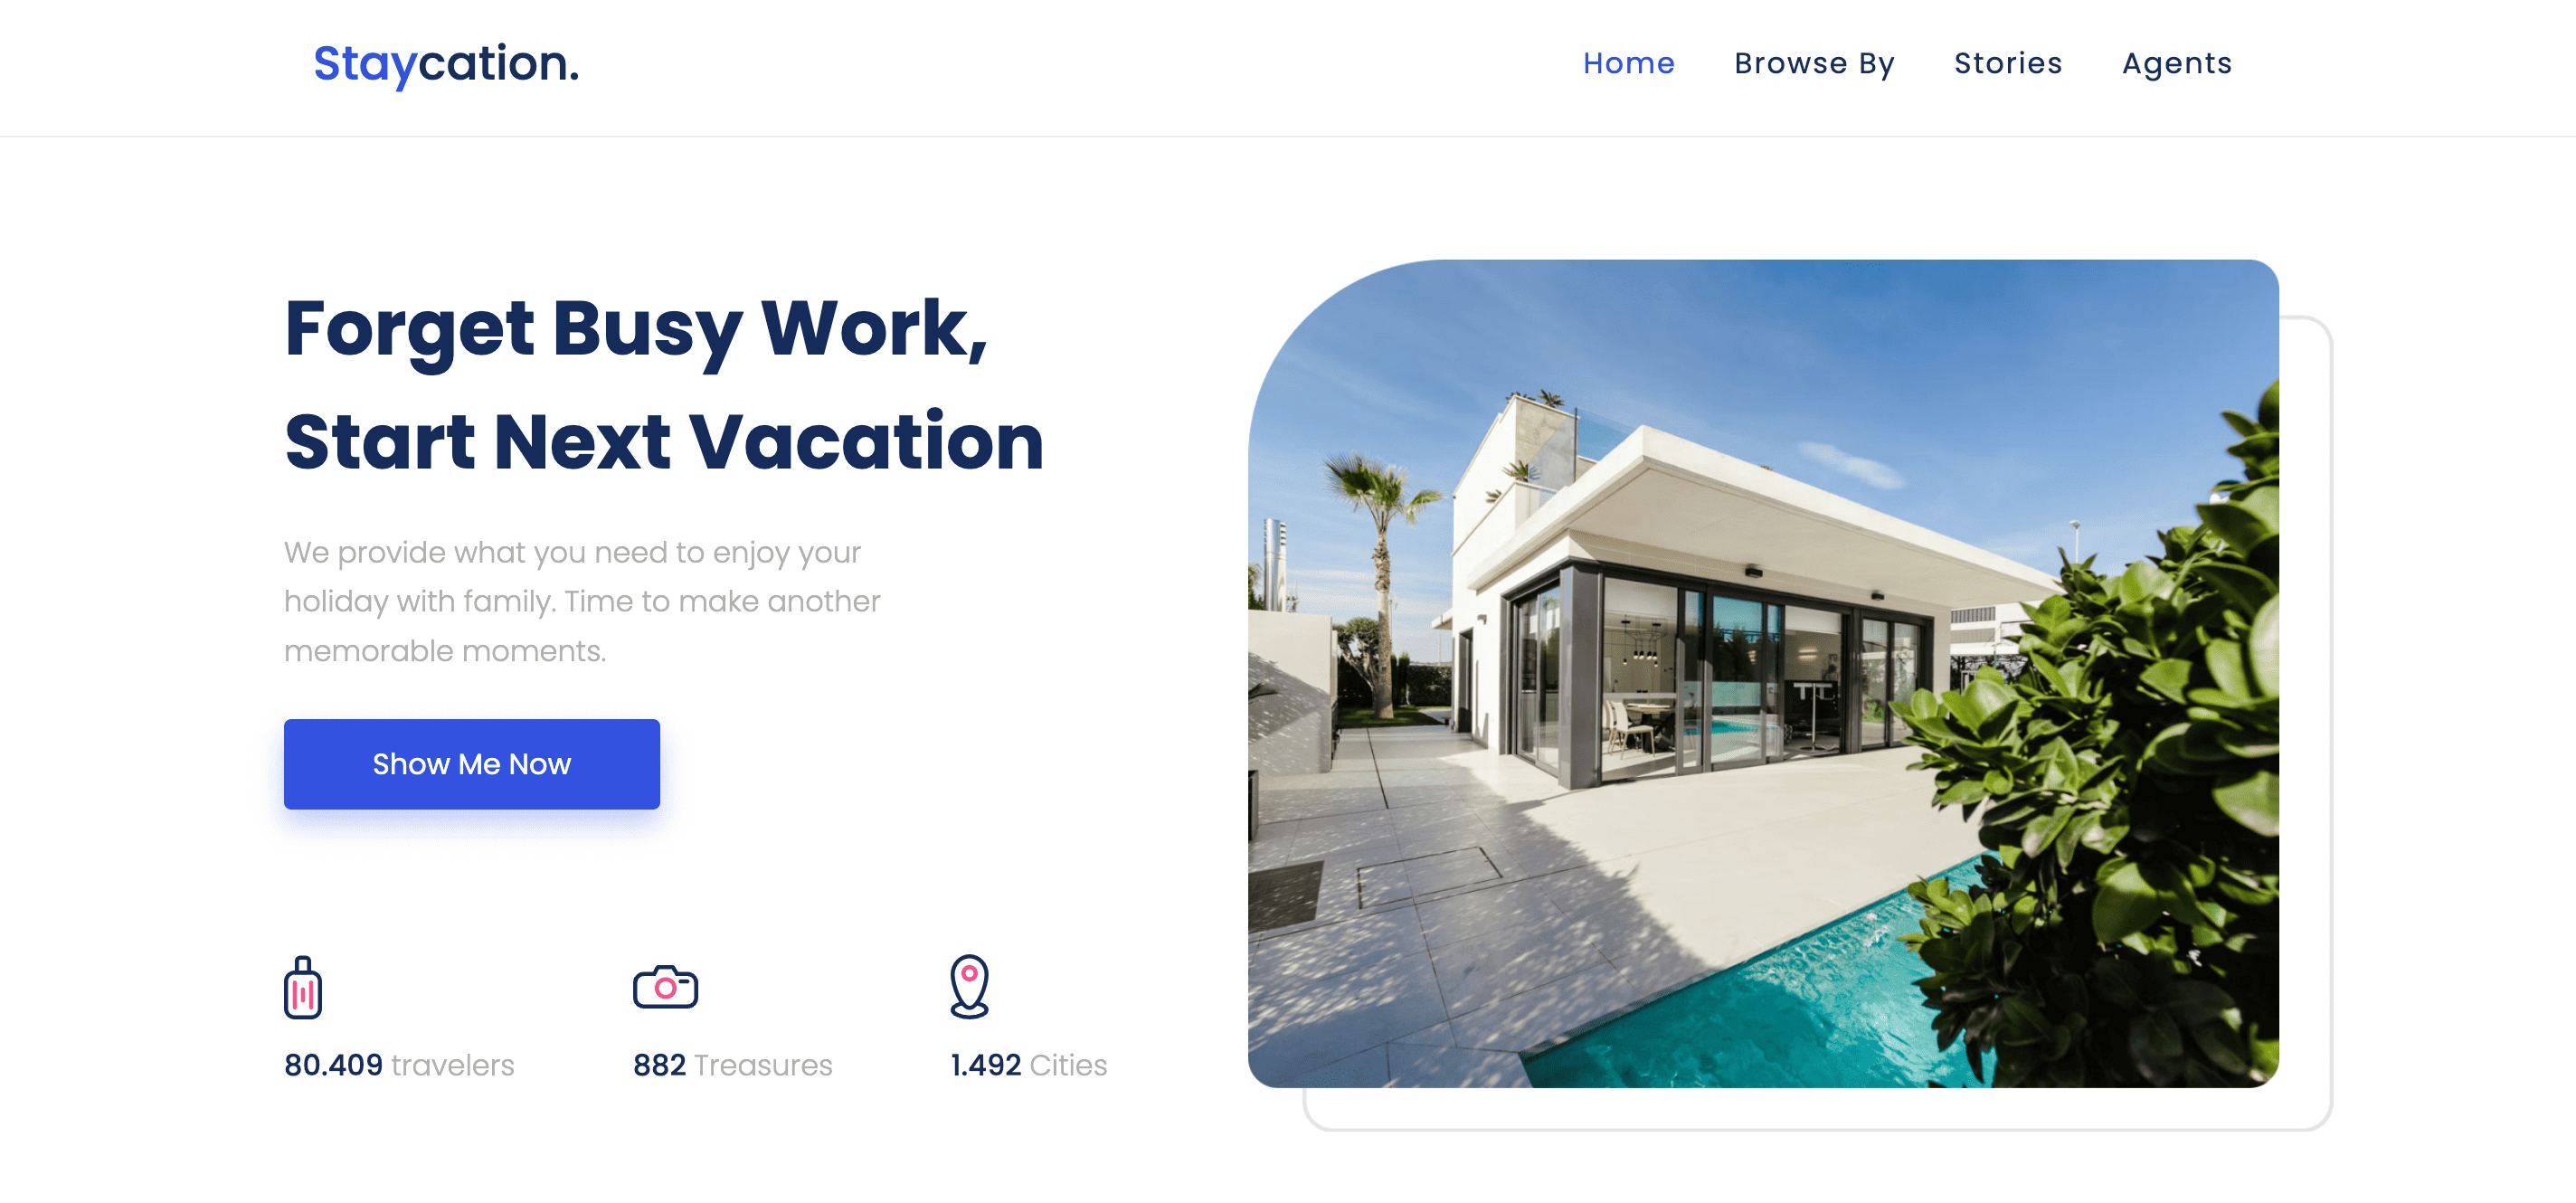 Staycation.
Home Browse By Stories Agents
Forget Busy Work,
Start Next Vacation
We provide what you need to enjoy your
holiday with family. Time to make another
memorable moments.
Show Me Now
80.409 travelers
882 Treasures
1.492 Cities